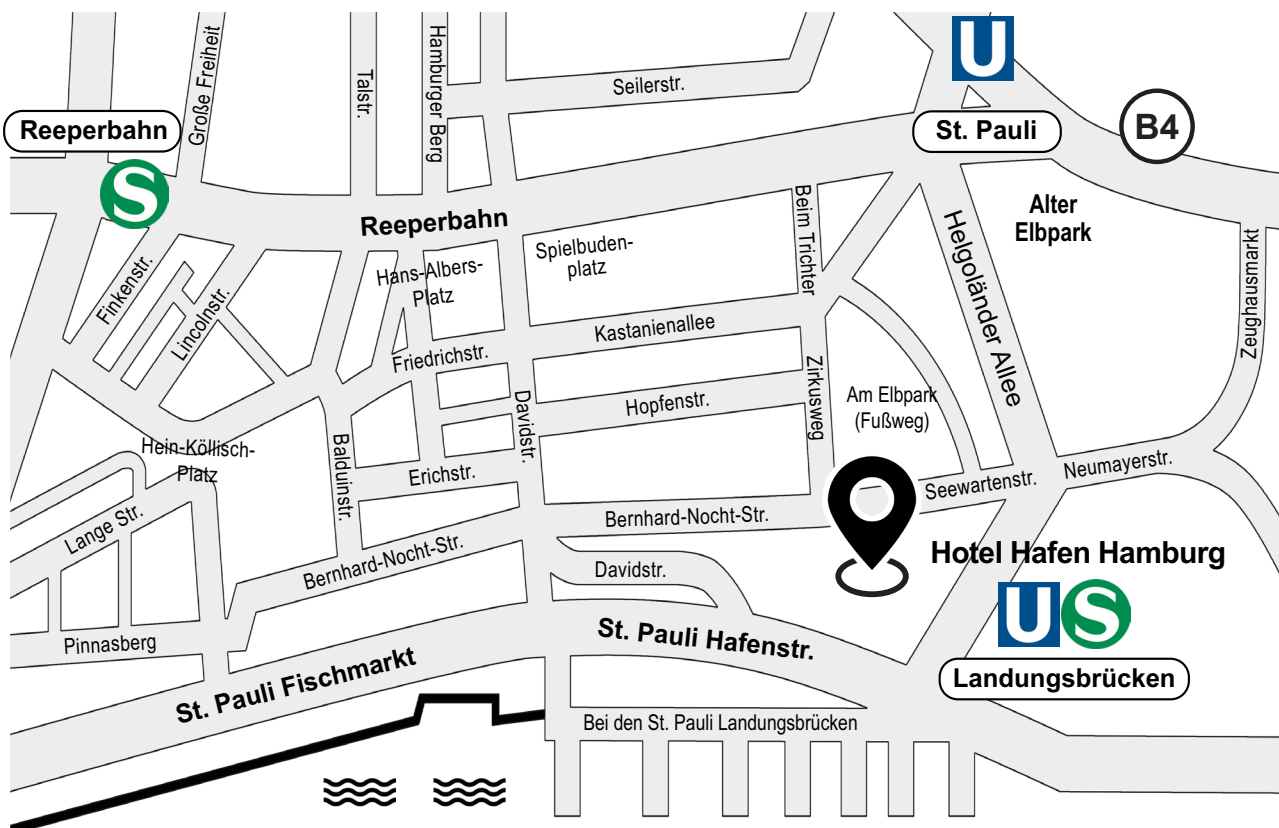 Große Freiheit
Talstr.
Hamburger Berg
Seilerstr.
U
Reeperbahn
S
St. Pauli
B4
Reeperbahn
Beim Trichter
Alter
Elbpark
Helgoländer Allee
Zeughausmarkt
Spielbuden-
platz
Hans-Albers-
Platz
Finkenstr.
Lincolnstr.
Kastanienallee
Friedrichstr.
Zirkusweg
Am Elbpark
(Fußweg)
Hopfenstr.
Davidstr.
Hein-Köllisch-
Platz
Balduinstr.
Erichstr.
Neumayerstr.
Seewartenstr.
Lange Str.
Bernhard-Nocht-Str.
Bernhard-Nocht-Str.
Hotel Hafen Hamburg
Davidstr.
U S
Pinnasberg
St. Pauli Hafenstr.
Landungsbrücken
St. Pauli Fischmarkt
Bei den St. Pauli Landungsbrücken